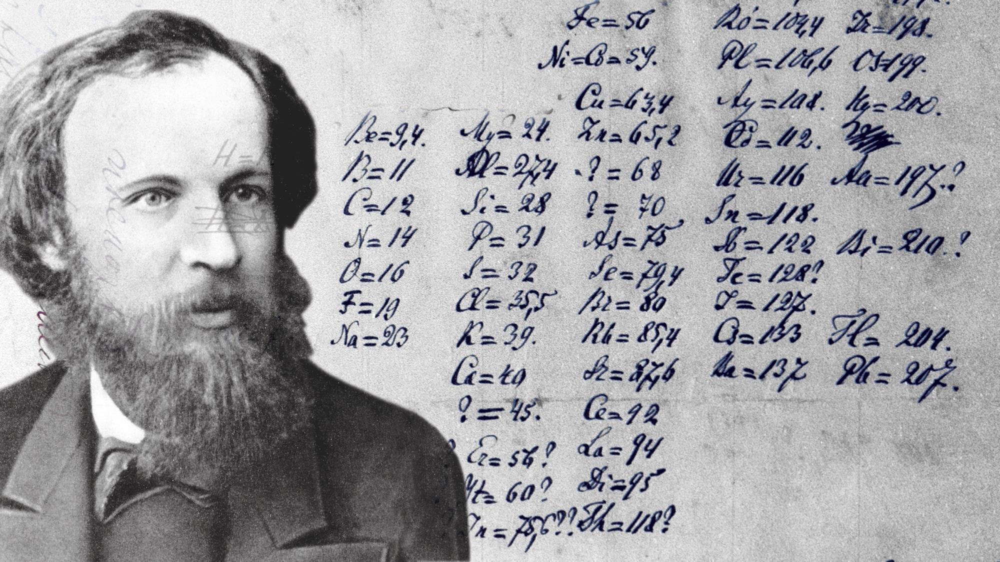 Fe=56 Ro=104,4 Ir=198.
Ni=Co=59. Pl=106,6 Os=199.
Cu=63,4 Ag=108. Hg=200.
Be=9,4. Mg=24. Zn=65,2 Cd=112.
B=11 Al=27,4 ?=68 Ur=116 Au=197??
C=12 Si=28 ?=70 Sn=118.
N=14 P=31 As=75 Sb=122 Bi=210.?
O=16 S=32 Se=79,4 Te=128?
F=19 Cl=35,5 Br=80 J=127.
Na=23 K=39. Rb=85,4 Cs=133 Tl=204.
Ca=40 Sr=87,6 Ba=137 Pb=207.
?=45. Ce=92
Er=56? La=94
Yt=60? Di=95
In=75,6?? Th=118?
H=